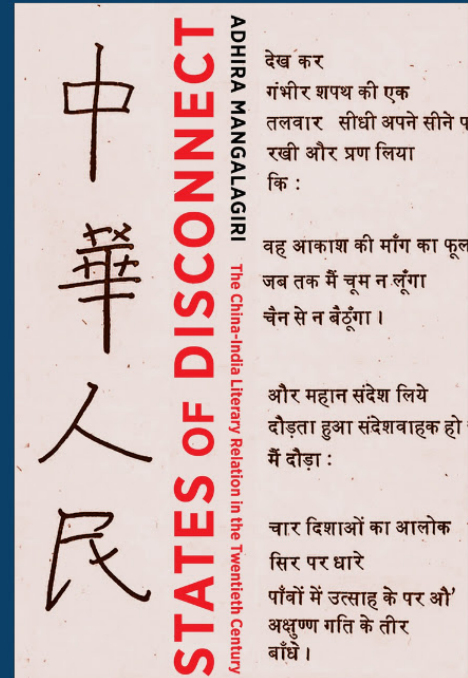 中
華
人
民
STATES OF DISCONNECT
ADHIRA MANGALAGIRI
The China-India Literary Relation in the Twentieth Century
देख कर
गंभीर शपथ की एक
तलवार सीधी अपने सीने
रखी और प्रण लिया
कि :
वह आकाश की माँग का फूल
जब तक मैं चूम न लूँगा
चैन से न बैठूँगा ।
और महान संदेश लिये
दौड़ता हुआ संदेशवाहक हो
मैं दौड़ा :
चार दिशाओं का आलोक
सिर पर धारे
पाँवों में उत्साह के पर औ'
अक्षुण्ण गति के तीर
बाँधे ।